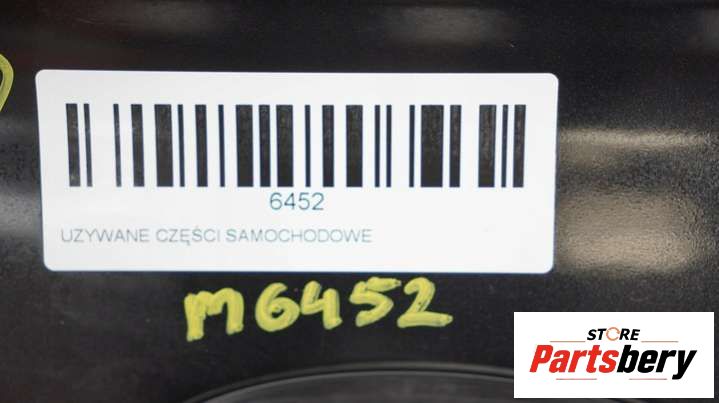 6452
UZYWANE CZĘŚCI SAMOCHODOWE
M6452
STORE
Partsbery